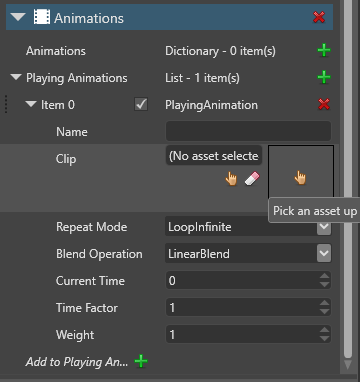 Animations
Animations Dictionary - 0 item(s)
Playing Animations List - 1 item(s)
Item 0 PlayingAnimation
Name
Clip (No asset selecte
Pick an asset up
Repeat Mode LoopInfinite
Blend Operation LinearBlend
Current Time 0
Time Factor 1
Weight 1
Add to Playing An...